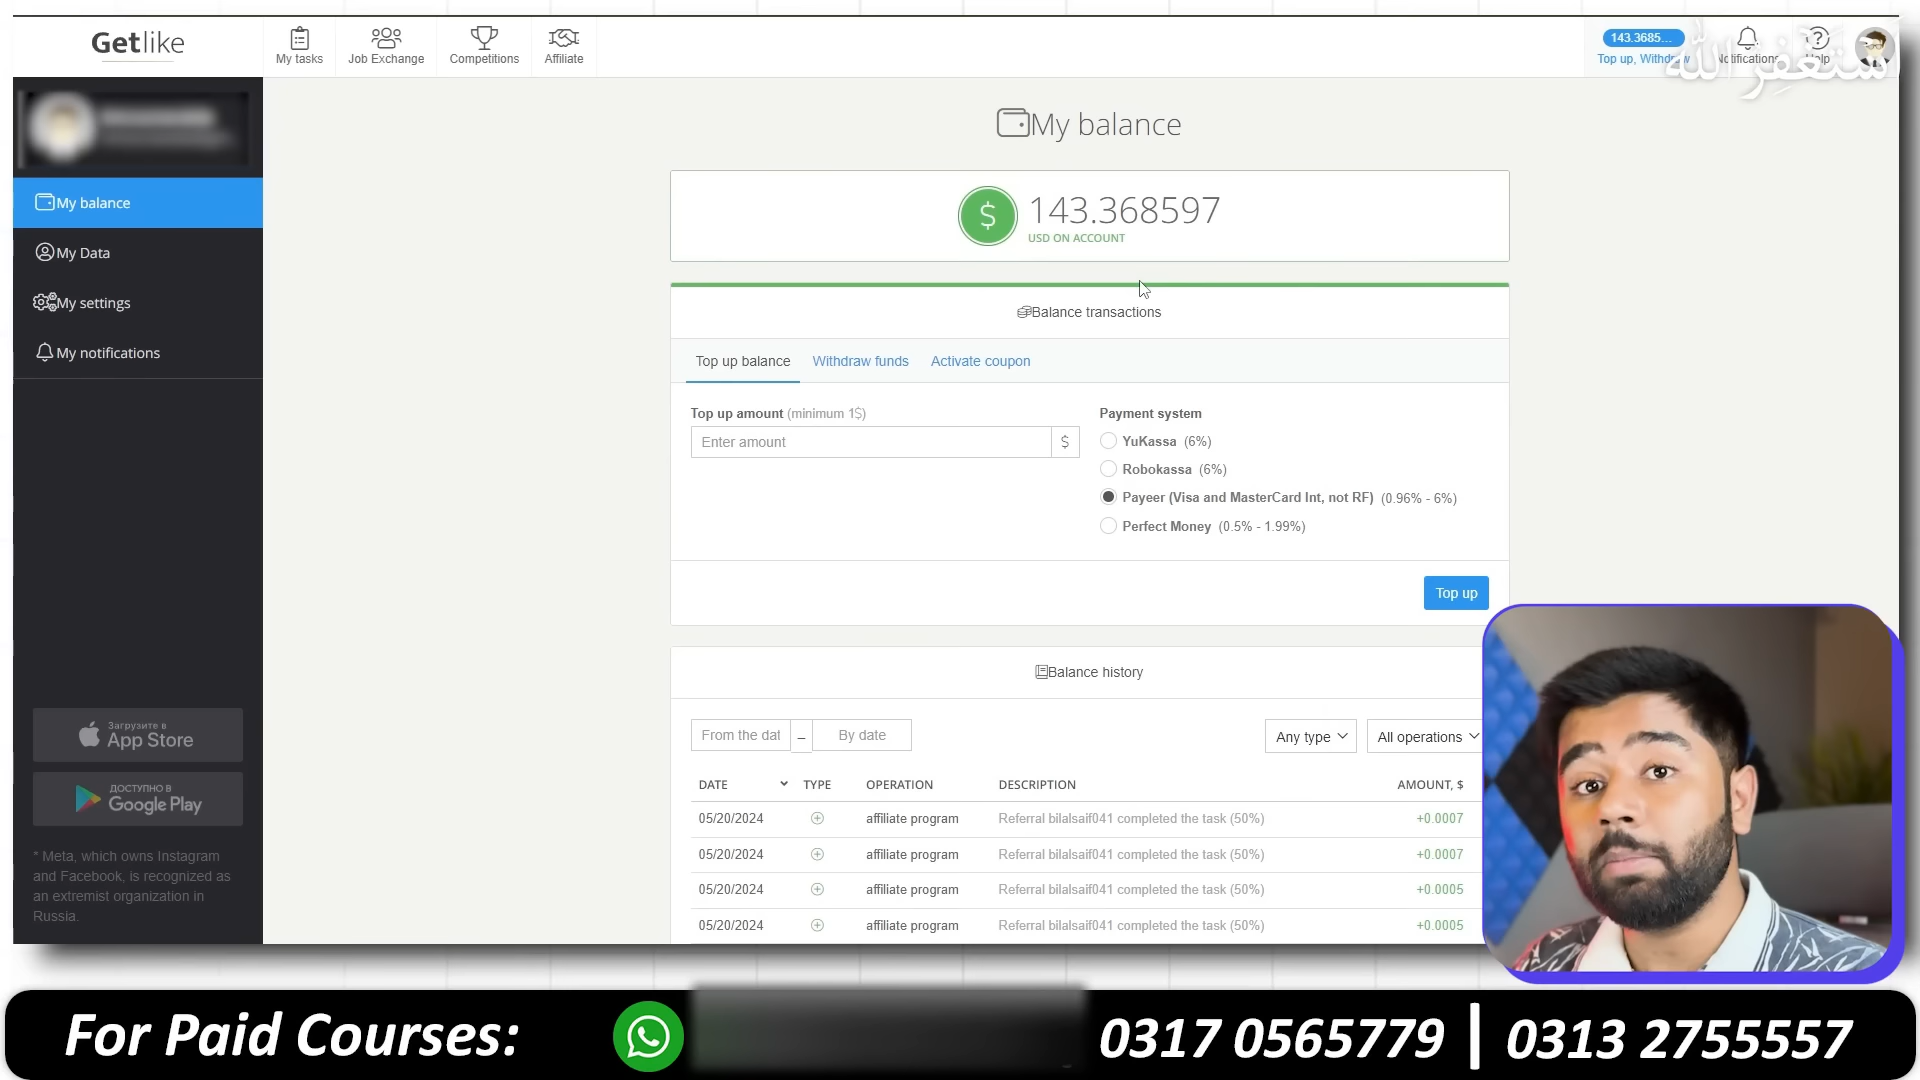 Getlike
My tasks
Job Exchange
Competitions
Affiliate
143.3685...
Top up, Withdraw
Notifications
Help
أستغفر الله
My balance
My Data
My settings
My notifications
Загрузите в
App Store
ДОСТУПНО В
Google Play
* Meta, which owns Instagram
and Facebook, is recognized as
an extremist organization in
Russia.
My balance
$ 143.368597
USD ON ACCOUNT
Balance transactions
Top up balance
Withdraw funds
Activate coupon
Top up amount (minimum 1$)
Enter amount
$
Payment system
YuKassa (6%)
Robokassa (6%)
Payeer (Visa and MasterCard Int, not RF) (0.96% - 6%)
Perfect Money (0.5% - 1.99%)
Top up
Balance history
From the dat – By date
Any type
All operations
DATE TYPE OPERATION DESCRIPTION AMOUNT, $
05/20/2024 affiliate program Referral bilalsaif041 completed the task (50%) +0.0007
05/20/2024 affiliate program Referral bilalsaif041 completed the task (50%) +0.0007
05/20/2024 affiliate program Referral bilalsaif041 completed the task (50%) +0.0005
05/20/2024 affiliate program Referral bilalsaif041 completed the task (50%) +0.0005
For Paid Courses: 0317 0565779 | 0313 2755557